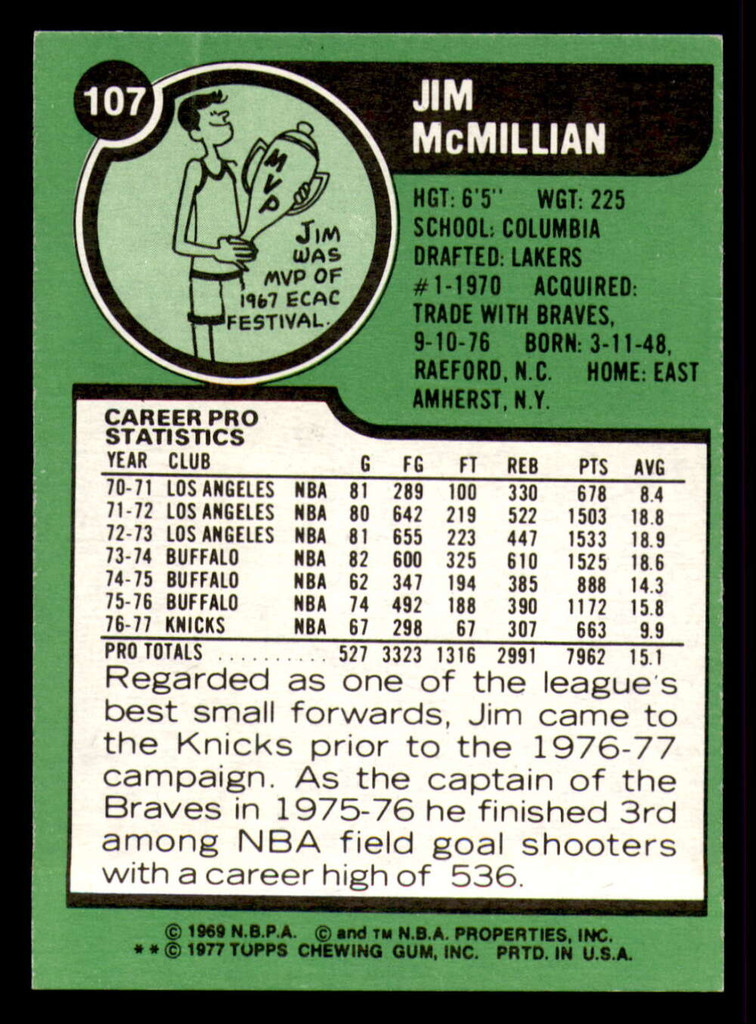 107
JIM
McMILLIAN
MVP
JIM
WAS
MVP OF
1967 ECAC
FESTIVAL.
HGT: 6'5" WGT: 225
SCHOOL: COLUMBIA
DRAFTED: LAKERS
#1-1970 ACQUIRED:
TRADE WITH BRAVES,
9-10-76 BORN: 3-11-48,
RAEFORD, N.C. HOME: EAST
AMHERST, N.Y.
CAREER PRO
STATISTICS
YEAR CLUB G FG FT REB PTS AVG
70-71 LOS ANGELES NBA 81 289 100 330 678 8.4
71-72 LOS ANGELES NBA 80 642 219 522 1503 18.8
72-73 LOS ANGELES NBA 81 655 223 447 1533 18.9
73-74 BUFFALO NBA 82 600 325 610 1525 18.6
74-75 BUFFALO NBA 62 347 194 385 888 14.3
75-76 BUFFALO NBA 74 492 188 390 1172 15.8
76-77 KNICKS NBA 67 298 67 307 663 9.9
PRO TOTALS .......... 527 3323 1316 2991 7962 15.1
Regarded as one of the league's
best small forwards, Jim came to
the Knicks prior to the 1976-77
campaign. As the captain of the
Braves in 1975-76 he finished 3rd
among NBA field goal shooters
with a career high of 536.
© 1969 N.B.P.A. © and TM N.B.A. PROPERTIES, INC.
**© 1977 TOPPS CHEWING GUM, INC. PRTD. IN U.S.A.